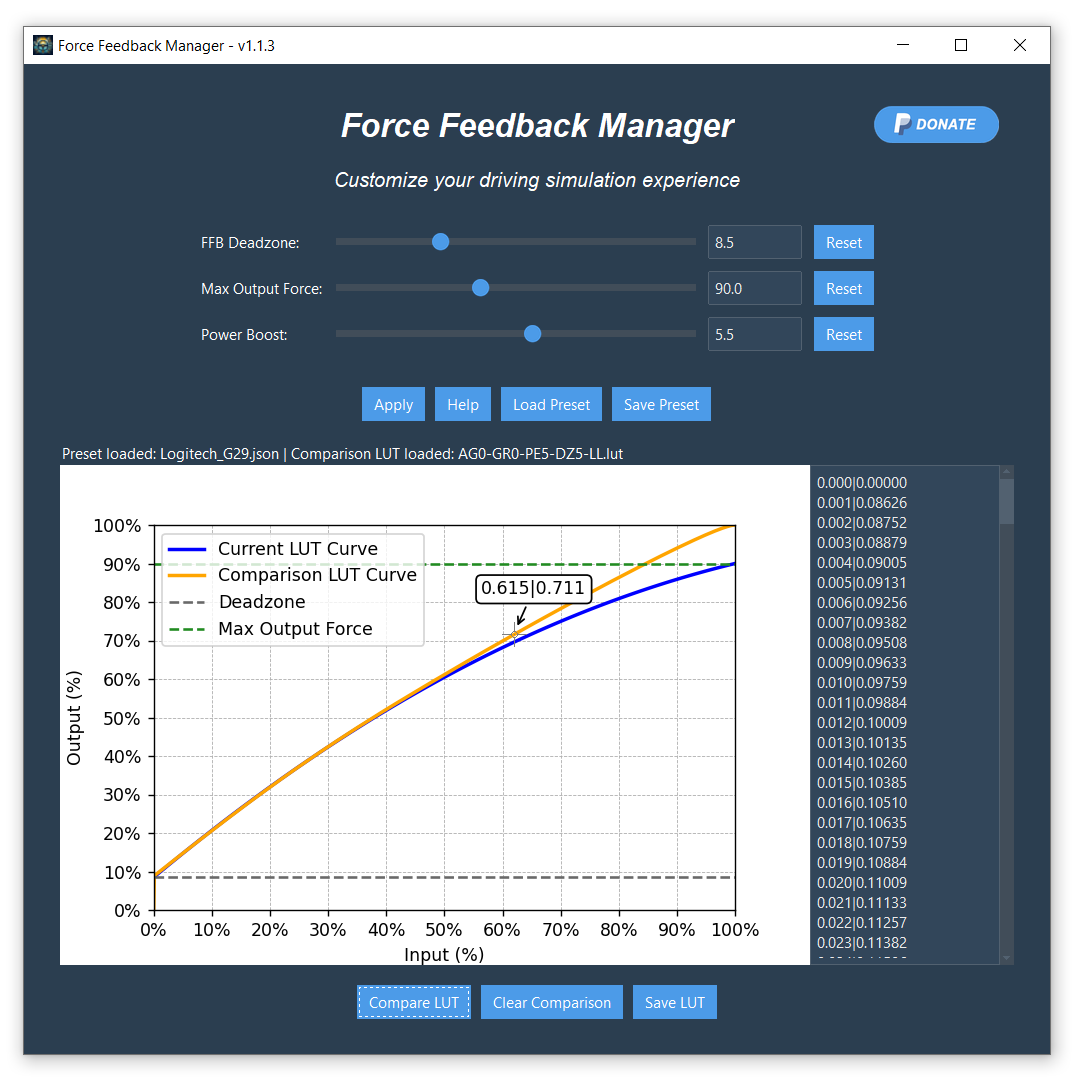 Force Feedback Manager - v1.1.3
Force Feedback Manager
DONATE
Customize your driving simulation experience
FFB Deadzone: 8.5 Reset
Max Output Force: 90.0 Reset
Power Boost: 5.5 Reset
Apply Help Load Preset Save Preset
Preset loaded: Logitech_G29.json | Comparison LUT loaded: AG0-GR0-PE5-DZ5-LL.lut
100%
90%
80%
70%
60%
50%
40%
30%
20%
10%
0%
Output (%)
Current LUT Curve
Comparison LUT Curve
Deadzone
Max Output Force
0.615|0.711
0% 10% 20% 30% 40% 50% 60% 70% 80% 90% 100%
Input (%)
0.000|0.00000
0.001|0.08626
0.002|0.08752
0.003|0.08879
0.004|0.09005
0.005|0.09131
0.006|0.09256
0.007|0.09382
0.008|0.09508
0.009|0.09633
0.010|0.09759
0.011|0.09884
0.012|0.10009
0.013|0.10135
0.014|0.10260
0.015|0.10385
0.016|0.10510
0.017|0.10635
0.018|0.10759
0.019|0.10884
0.020|0.11009
0.021|0.11133
0.022|0.11257
0.023|0.11382
Compare LUT Clear Comparison Save LUT